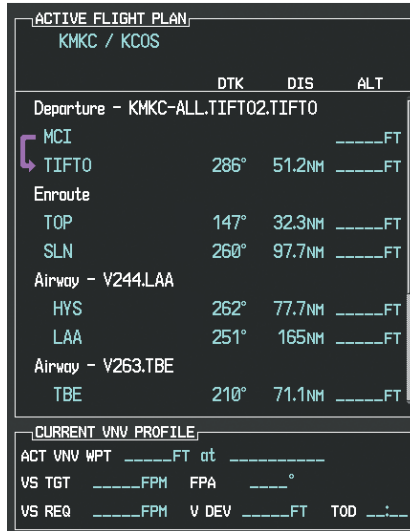 ACTIVE FLIGHT PLAN
KMKC / KCOS
DTK DIS ALT
Departure - KMKC-ALL.TIFTO2.TIFTO
MCI _____FT
TIFTO 286° 51.2NM _____FT
Enroute
TOP 147° 32.3NM _____FT
SLN 260° 97.7NM _____FT
Airway - V244.LAA
HYS 262° 77.7NM _____FT
LAA 251° 165NM _____FT
Airway - V263.TBE
TBE 210° 71.1NM _____FT
CURRENT VNV PROFILE
ACT VNV WPT _____FT at __________
VS TGT _____FPM FPA ____°
VS REQ _____FPM V DEV _____FT TOD __:__